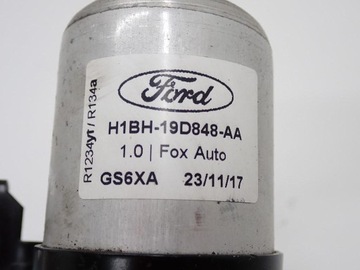 Ford
H1BH-19D848-AA
1.0 | Fox Auto
GS6XA 23/11/17
R1234yf / R134a